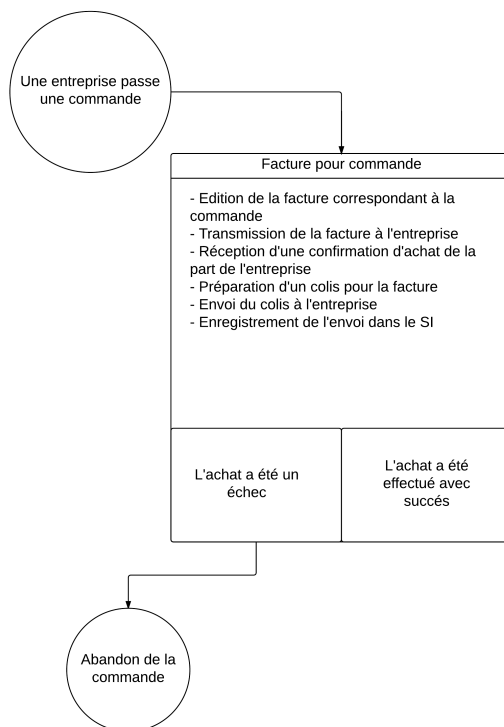 Une entreprise passe
une commande
Facture pour commande
- Edition de la facture correspondant à la
commande
- Transmission de la facture à l'entreprise
- Réception d'une confirmation d'achat de la
part de l'entreprise
- Préparation d'un colis pour la facture
- Envoi du colis à l'entreprise
- Enregistrement de l'envoi dans le SI
L'achat a été un
échec
L'achat a été
effectué avec
succés
Abandon de la
commande